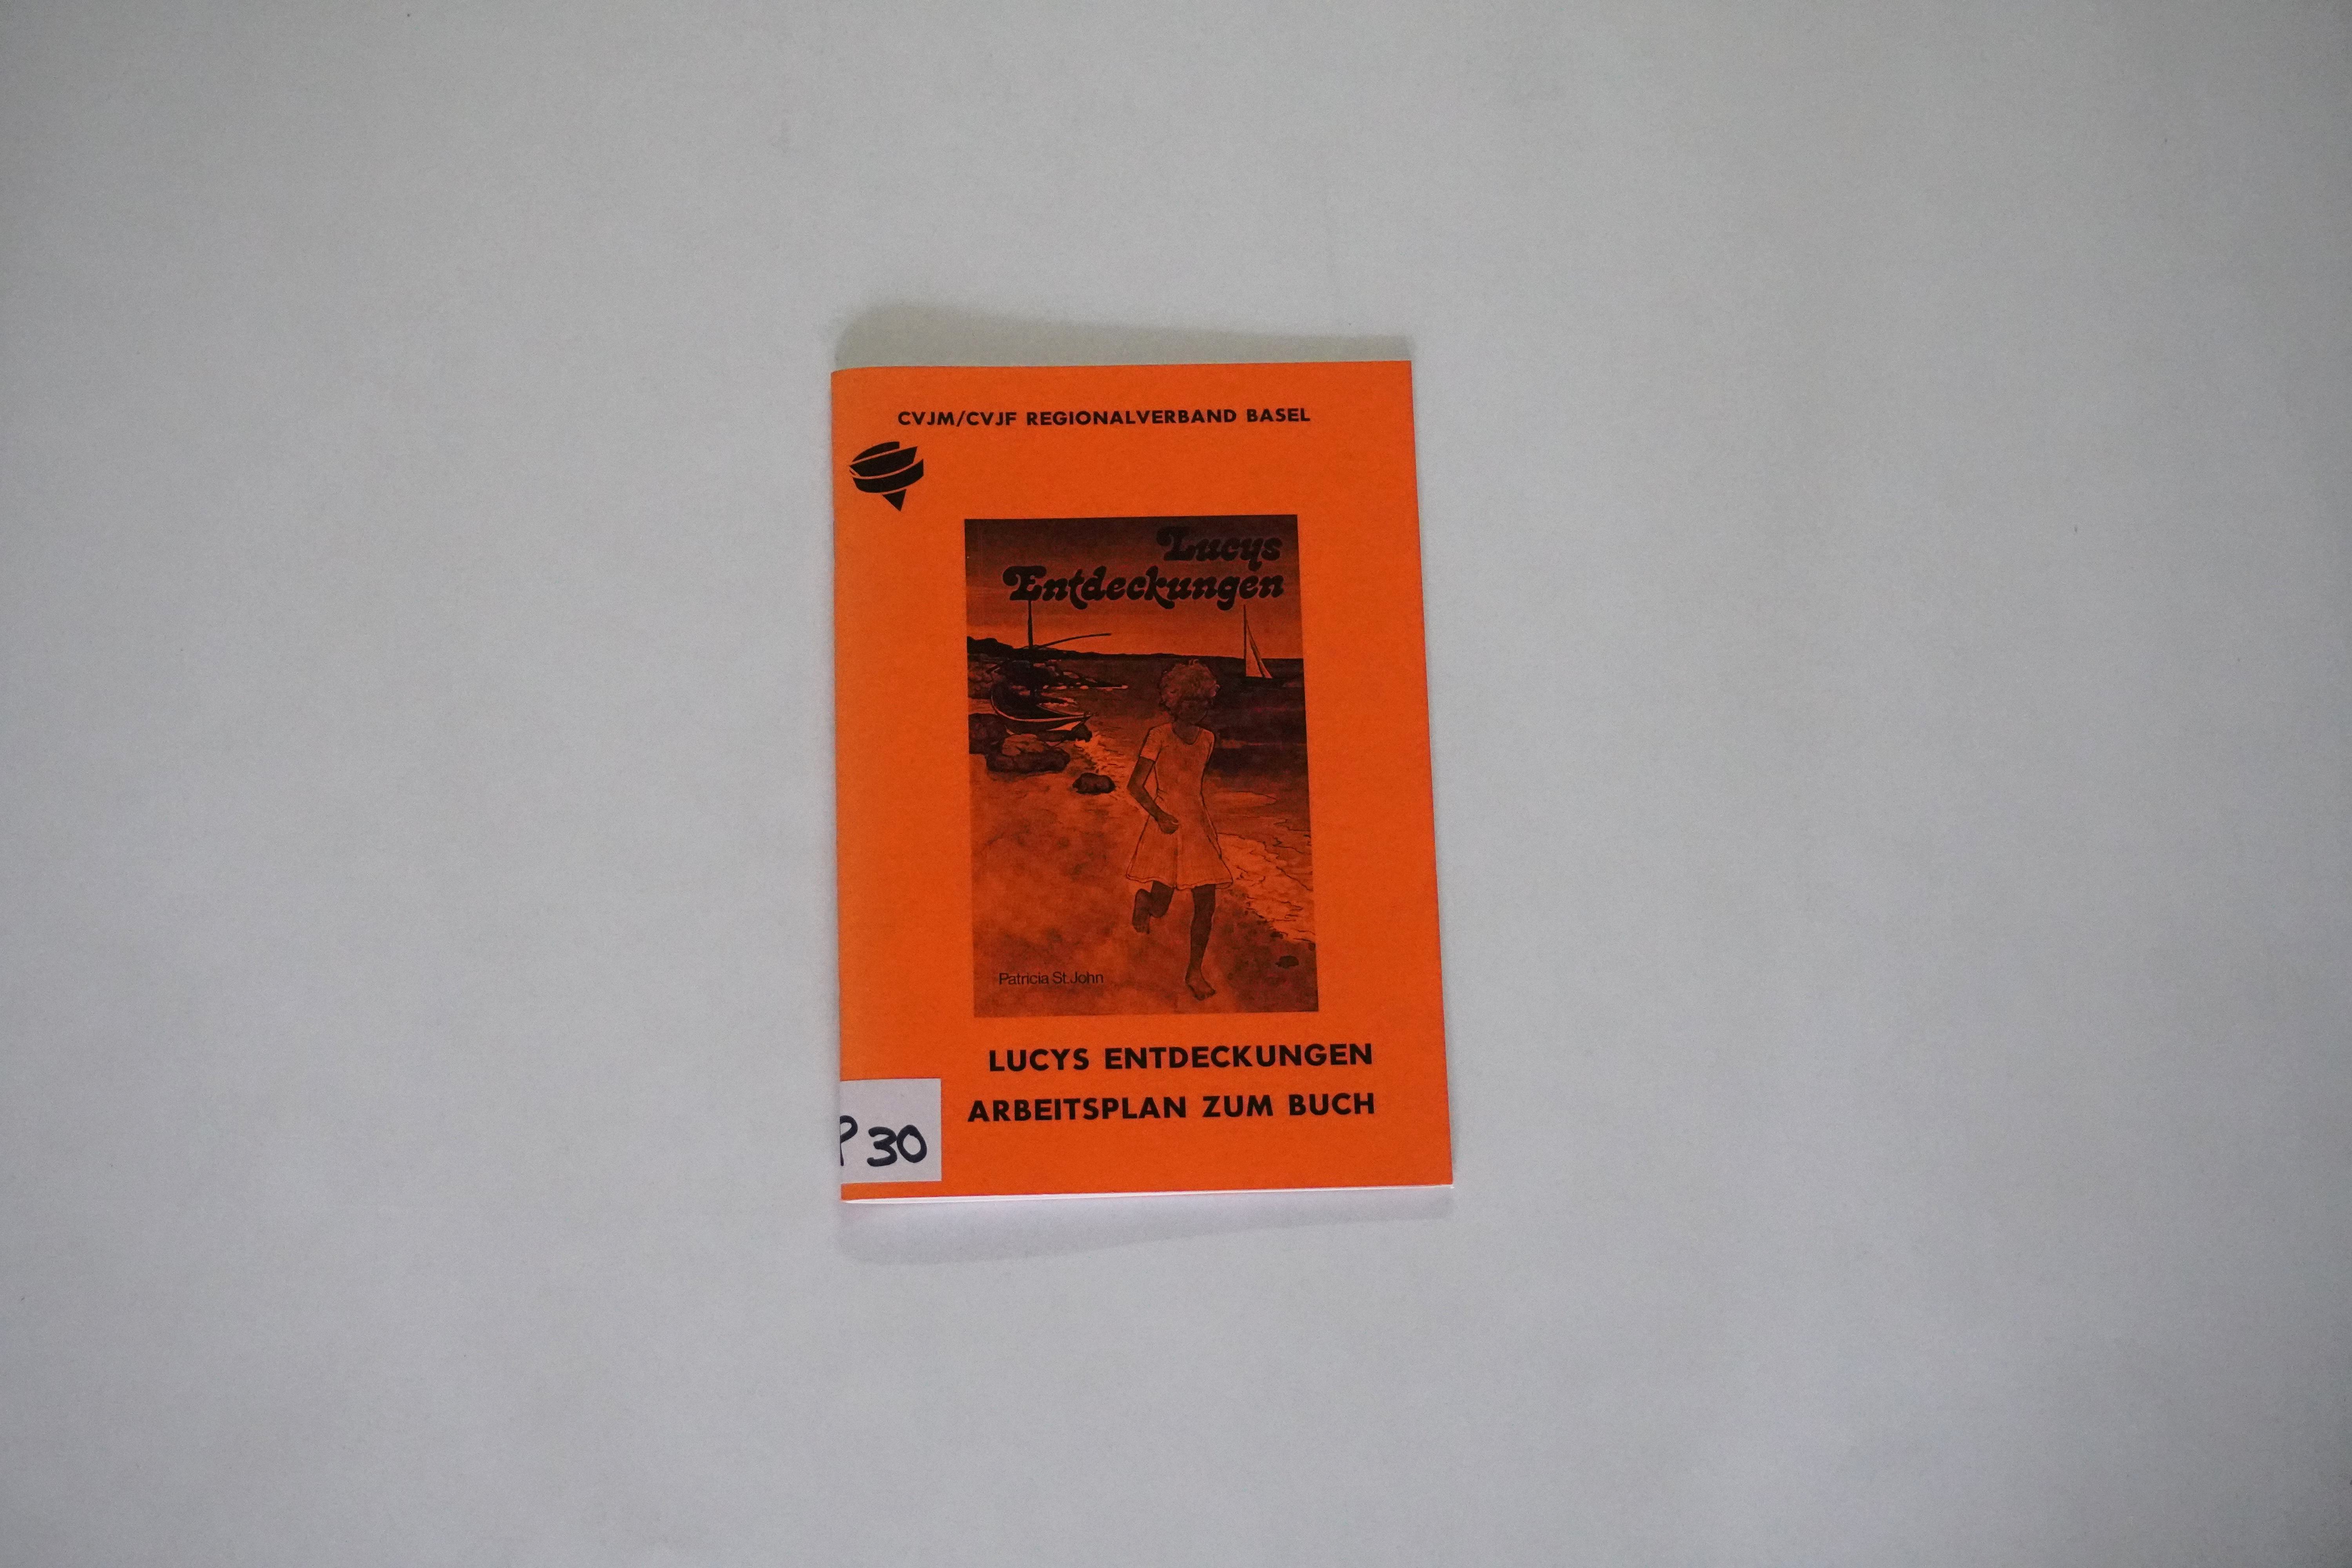 CVJM/CVJF REGIONALVERBAND BASEL
Lucys
Entdeckungen
Patricia St.John
LUCYS ENTDECKUNGEN
ARBEITSPLAN ZUM BUCH
P 30